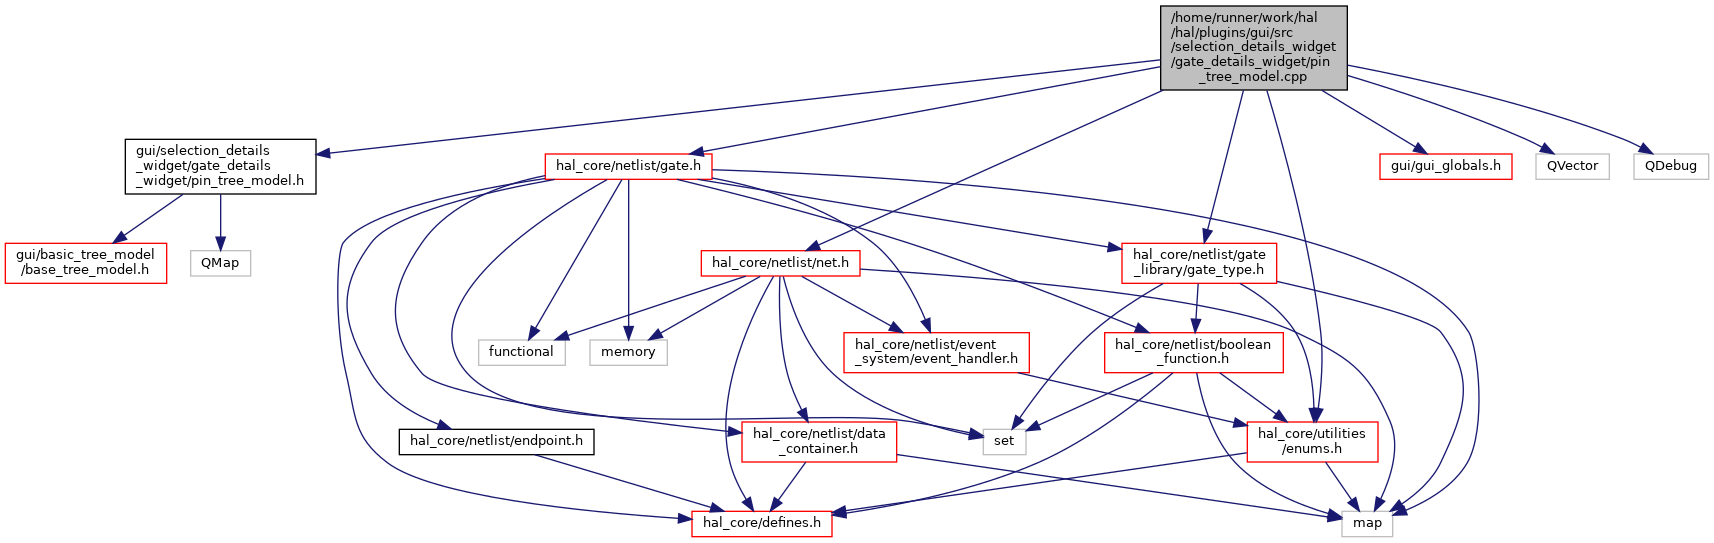 /home/runner/work/hal
/hal/plugins/gui/src
/selection_details_widget
/gate_details_widget/pin
_tree_model.cpp
gui/selection_details
_widget/gate_details
_widget/pin_tree_model.h
hal_core/netlist/gate.h
gui/gui_globals.h
QVector
QDebug
gui/basic_tree_model
/base_tree_model.h
QMap
hal_core/netlist/net.h
hal_core/netlist/gate
_library/gate_type.h
functional
memory
hal_core/netlist/event
_system/event_handler.h
hal_core/netlist/boolean
_function.h
hal_core/netlist/endpoint.h
hal_core/netlist/data
_container.h
set
hal_core/utilities
/enums.h
hal_core/defines.h
map